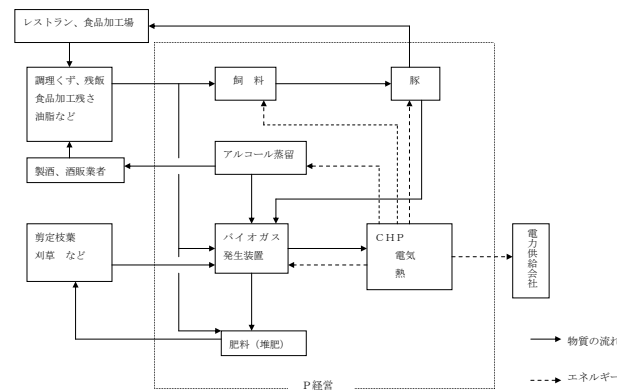 レストラン、食品加工場
調理くず、残飯
食品加工残さ
油脂など
飼　料
豚
アルコール蒸留
製酒、酒販業者
剪定枝葉
刈草　など
バイオガス
発生装置
ＣＨＰ
電気
熱
電力供給会社
肥料（堆肥）
物質の流れ
エネルギー
Ｐ経営